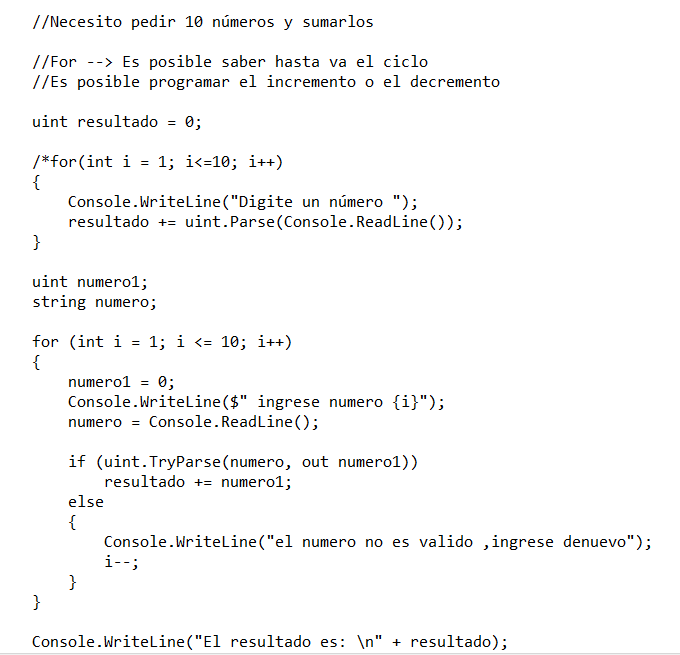 //Necesito pedir 10 números y sumarlos
//For --> Es posible saber hasta va el ciclo
//Es posible programar el incremento o el decremento
uint resultado = 0;
/*for(int i = 1; i<=10; i++)
{
    Console.WriteLine("Digite un número ");
    resultado += uint.Parse(Console.ReadLine());
}
uint numero1;
string numero;
for (int i = 1; i <= 10; i++)
{
    numero1 = 0;
    Console.WriteLine($" ingrese numero {i}");
    numero = Console.ReadLine();
    if (uint.TryParse(numero, out numero1))
        resultado += numero1;
    else
    {
        Console.WriteLine("el numero no es valido ,ingrese denuevo");
        i--;
    }
}
Console.WriteLine("El resultado es: \n" + resultado);